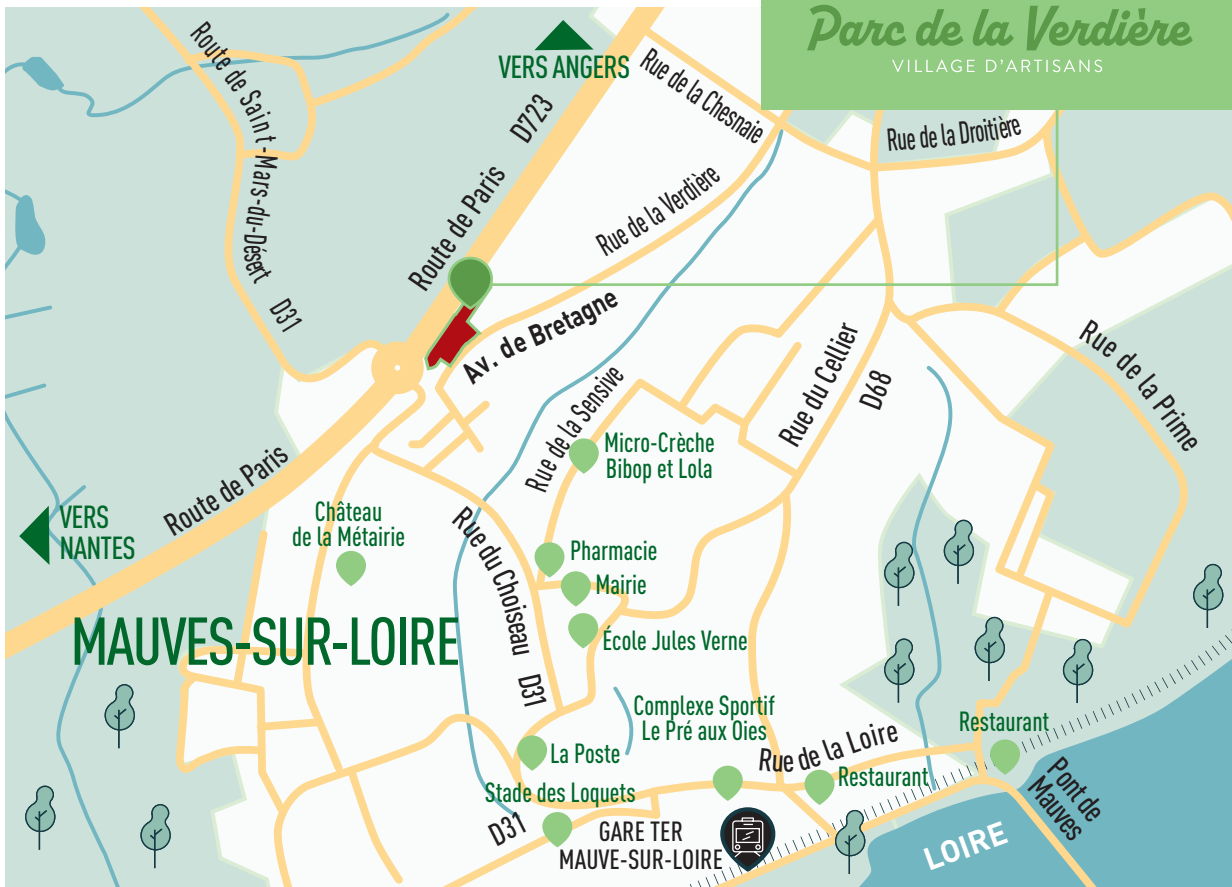 Parc de la Verdière
VILLAGE D'ARTISANS
VERS ANGERS
Route de Saint-Mars-du-Désert
D31
D723
Route de Paris
Rue de la Chesnaie
Rue de la Droitière
Rue de la Verdière
Av. de Bretagne
Rue de la Sensive
Rue du Cellier
D68
Rue de la Prime
Micro-Crèche
Bibop et Lola
Route de Paris
VERS
NANTES
Château
de la Métairie
Rue du Choiseau
D31
Pharmacie
Mairie
École Jules Verne
MAUVES-SUR-LOIRE
Complexe Sportif
Le Pré aux Oies
La Poste
Rue de la Loire
Restaurant
Restaurant
Pont de
Mauves
Stade des Loquets
D31
GARE TER
MAUVE-SUR-LOIRE
LOIRE